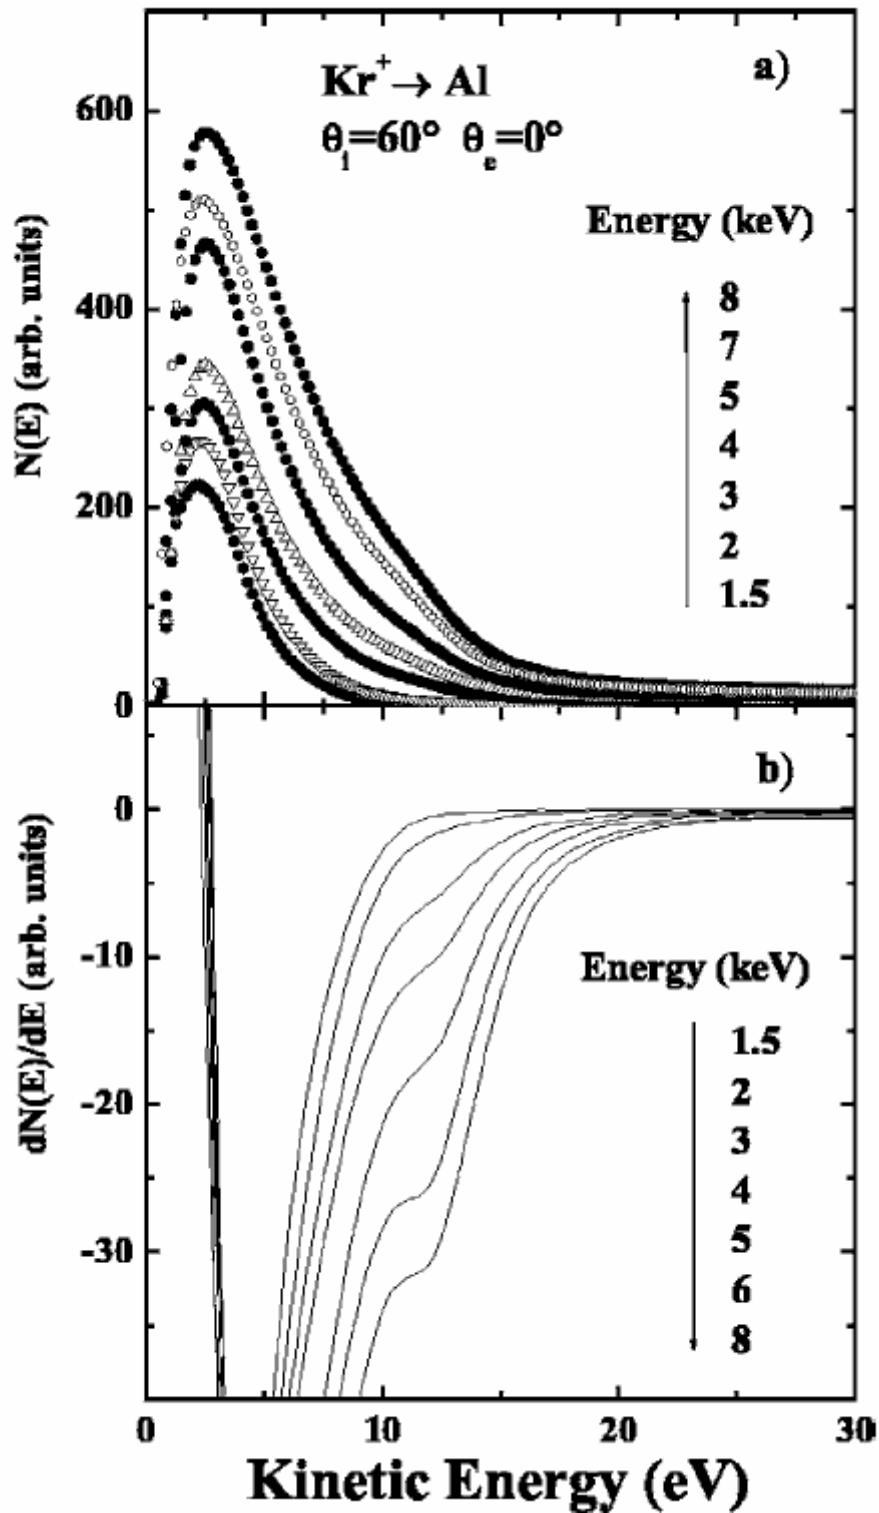 a)
Kr⁺→ Al
θᵢ=60° θₑ=0°
600
400
200
0
N(E) (arb. units)
Energy (keV)
8
7
5
4
3
2
1.5
b)
0
-10
-20
-30
dN(E)/dE (arb. units)
Energy (keV)
1.5
2
3
4
5
6
8
0 10 20 30
Kinetic Energy (eV)